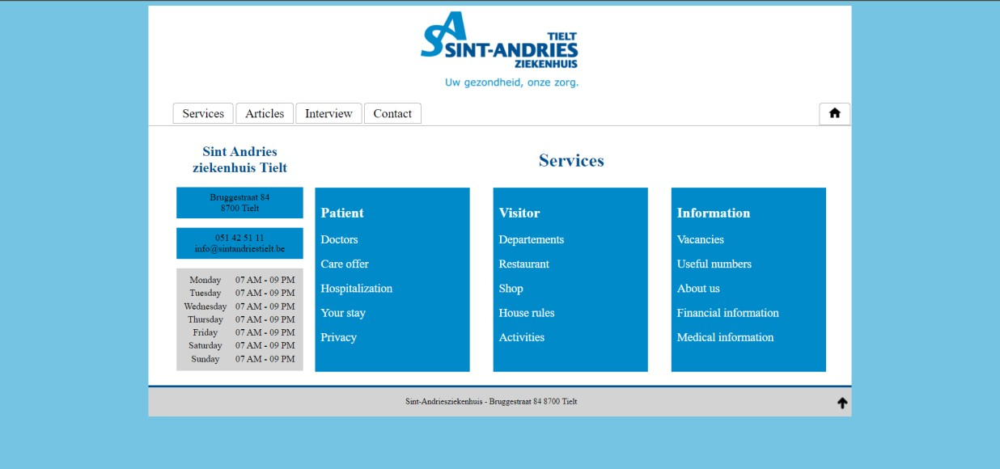 SA
TIELT
SINT-ANDRIES
ZIEKENHUIS
Uw gezondheid, onze zorg.
Services
Articles
Interview
Contact
Sint Andries
ziekenhuis Tielt
Bruggestraat 84
8700 Tielt
051 42 51 11
info@sintandriestielt.be
Monday 07 AM - 09 PM
Tuesday 07 AM - 09 PM
Wednesday 07 AM - 09 PM
Thursday 07 AM - 09 PM
Friday 07 AM - 09 PM
Saturday 07 AM - 09 PM
Sunday 07 AM - 09 PM
Services
Patient
Doctors
Care offer
Hospitalization
Your stay
Privacy
Visitor
Departements
Restaurant
Shop
House rules
Activities
Information
Vacancies
Useful numbers
About us
Financial information
Medical information
Sint-Andriesziekenhuis - Bruggestraat 84 8700 Tielt